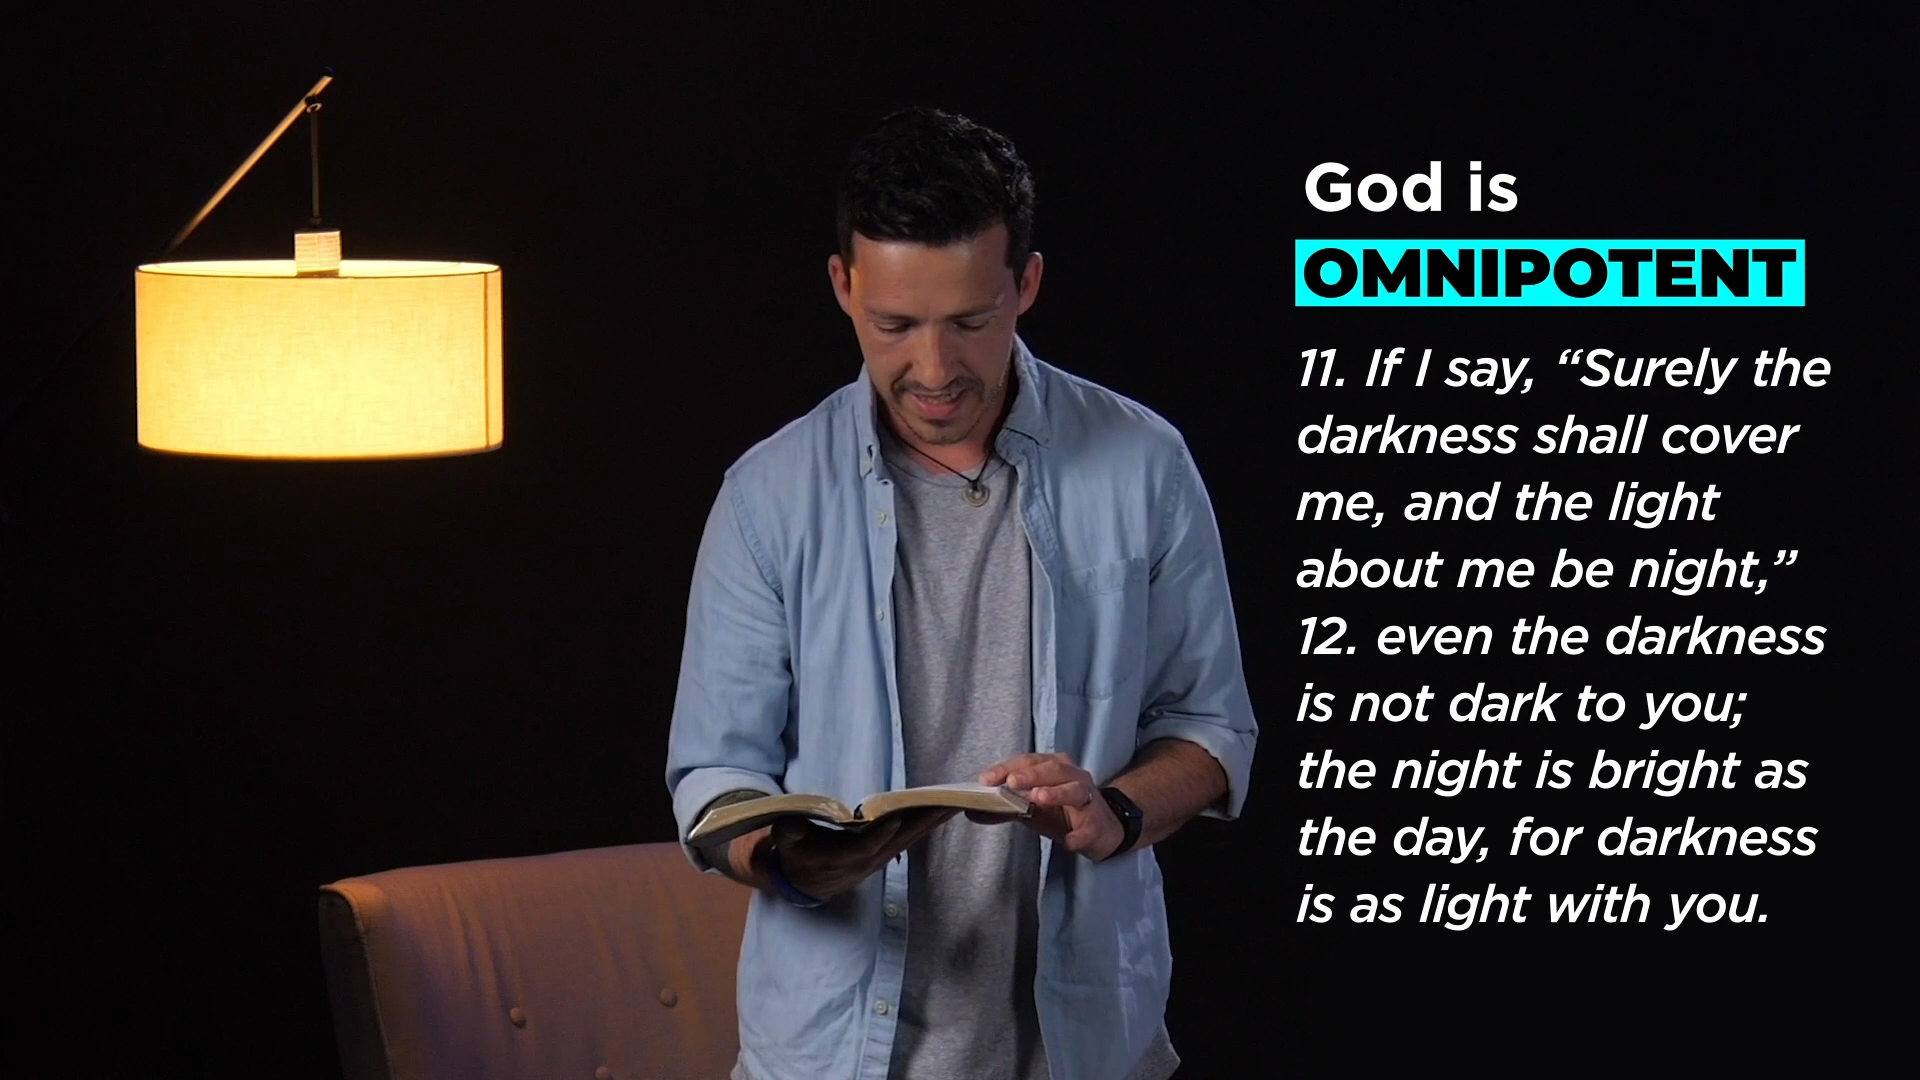 God is
OMNIPOTENT
11. If I say, “Surely the
darkness shall cover
me, and the light
about me be night,”
12. even the darkness
is not dark to you;
the night is bright as
the day, for darkness
is as light with you.